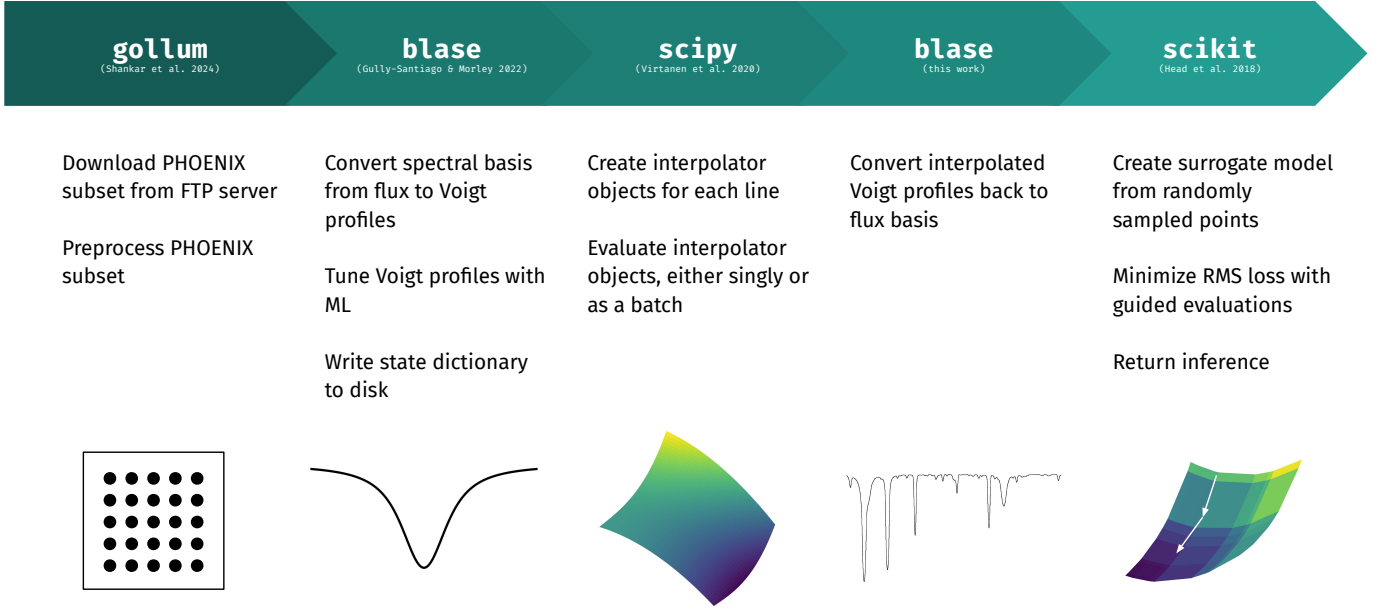 gollum
(Shankar et al. 2024)
blase
(Gully-Santiago & Morley 2022)
scipy
(Virtanen et al. 2020)
blase
(this work)
scikit
(Head et al. 2018)
Download PHOENIX
subset from FTP server
Preprocess PHOENIX
subset
Convert spectral basis
from flux to Voigt
profiles
Tune Voigt profiles with
ML
Write state dictionary
to disk
Create interpolator
objects for each line
Evaluate interpolator
objects, either singly or
as a batch
Convert interpolated
Voigt profiles back to
flux basis
Create surrogate model
from randomly
sampled points
Minimize RMS loss with
guided evaluations
Return inference